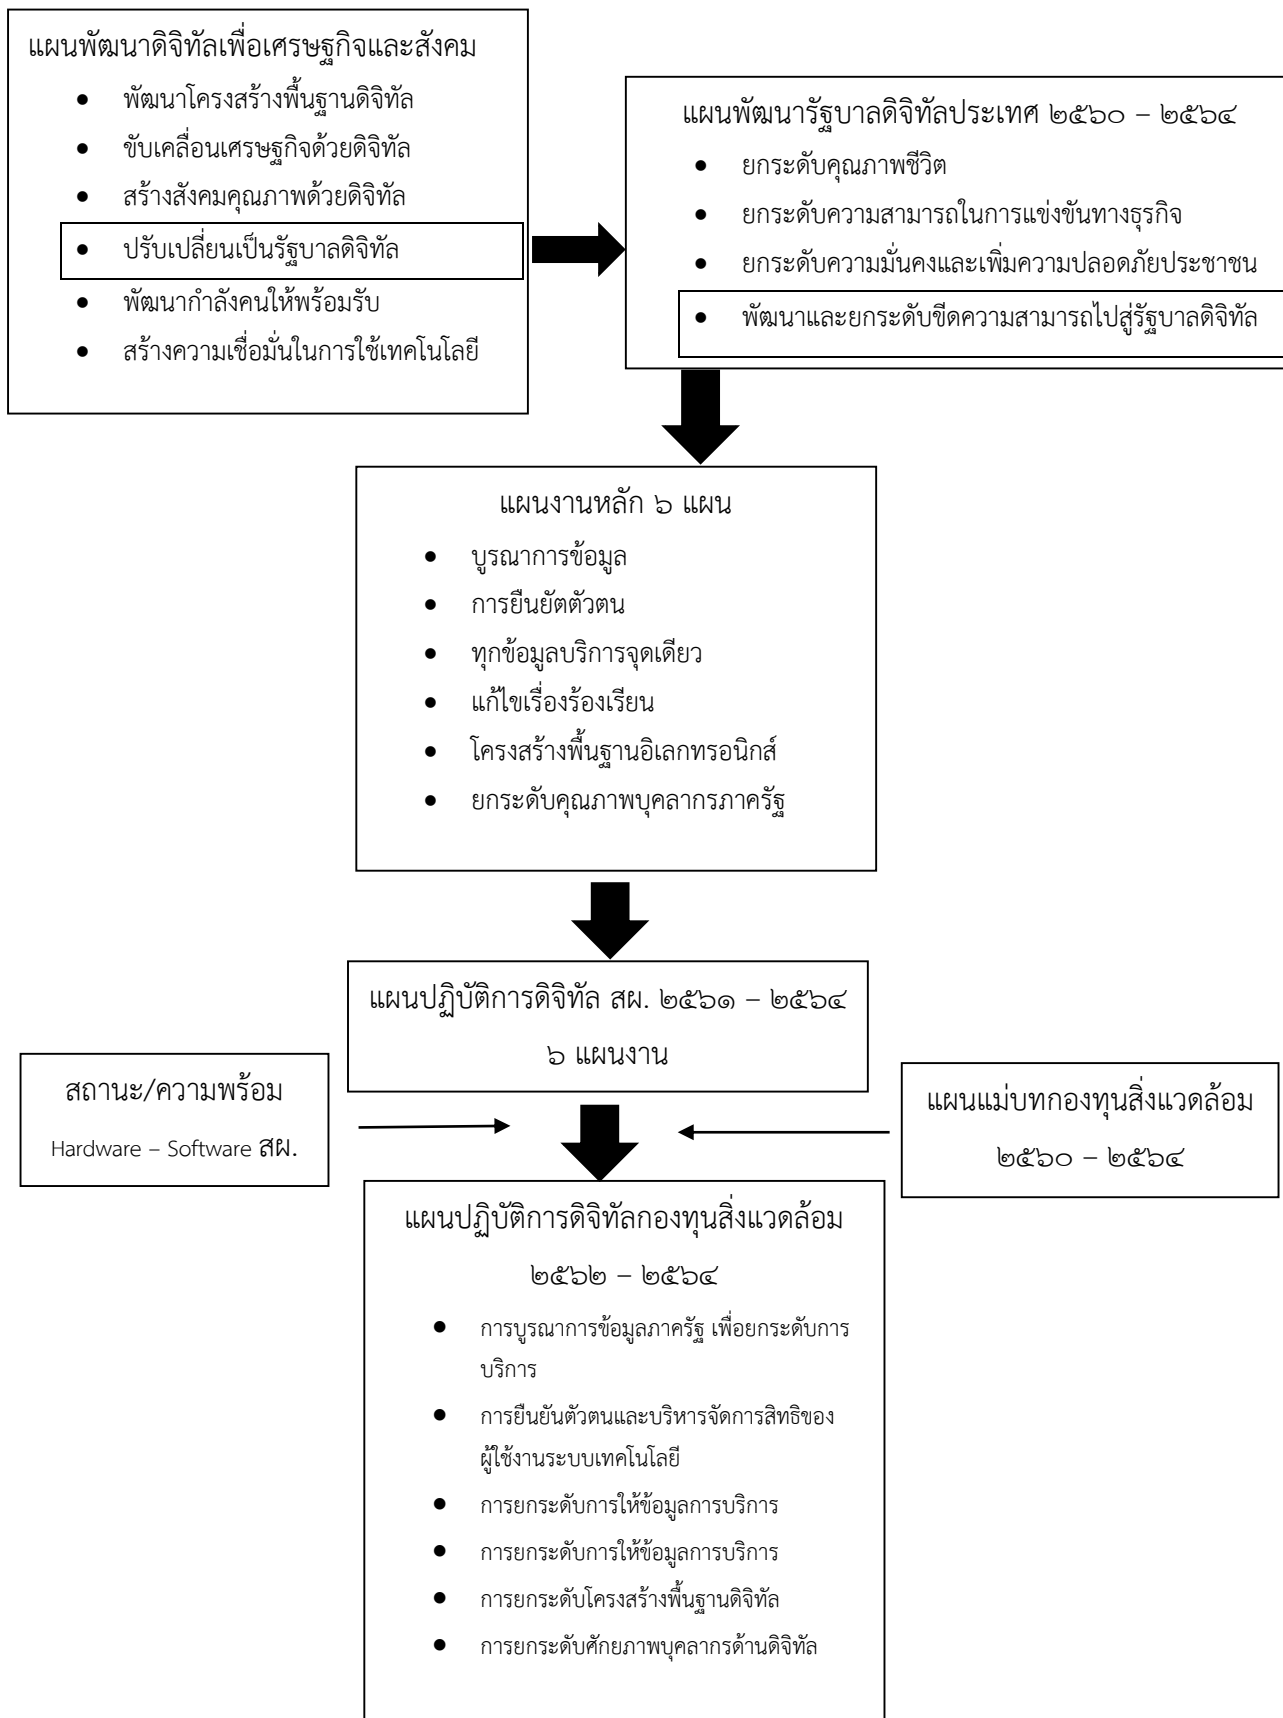 แผนพัฒนาดิจิทัลเพื่อเศรษฐกิจและสังคม
● พัฒนาโครงสร้างพื้นฐานดิจิทัล
● ขับเคลื่อนเศรษฐกิจด้วยดิจิทัล
● สร้างสังคมคุณภาพด้วยดิจิทัล
● ปรับเปลี่ยนเป็นรัฐบาลดิจิทัล
● พัฒนากำลังคนให้พร้อมรับ
● สร้างความเชื่อมั่นในการใช้เทคโนโลยี
แผนพัฒนารัฐบาลดิจิทัลประเทศ ๒๕๖๐ – ๒๕๖๔
● ยกระดับคุณภาพชีวิต
● ยกระดับความสามารถในการแข่งขันทางธุรกิจ
● ยกระดับความมั่นคงและเพิ่มความปลอดภัยประชาชน
● พัฒนาและยกระดับขีดความสามารถไปสู่รัฐบาลดิจิทัล
แผนงานหลัก ๖ แผน
● บูรณาการข้อมูล
● การยืนยัตตัวตน
● ทุกข้อมูลบริการจุดเดียว
● แก้ไขเรื่องร้องเรียน
● โครงสร้างพื้นฐานอิเลกทรอนิกส์
● ยกระดับคุณภาพบุคลากรภาครัฐ
แผนปฏิบัติการดิจิทัล สผ. ๒๕๖๑ – ๒๕๖๔
๖ แผนงาน
สถานะ/ความพร้อม
Hardware – Software สผ.
แผนแม่บทกองทุนสิ่งแวดล้อม
๒๕๖๐ – ๒๕๖๔
แผนปฏิบัติการดิจิทัลกองทุนสิ่งแวดล้อม
๒๕๖๒ – ๒๕๖๔
● การบูรณาการข้อมูลภาครัฐ เพื่อยกระดับการ
บริการ
● การยืนยันตัวตนและบริหารจัดการสิทธิของ
ผู้ใช้งานระบบเทคโนโลยี
● การยกระดับการให้ข้อมูลการบริการ
● การยกระดับการให้ข้อมูลการบริการ
● การยกระดับโครงสร้างพื้นฐานดิจิทัล
● การยกระดับศักยภาพบุคลากรด้านดิจิทัล